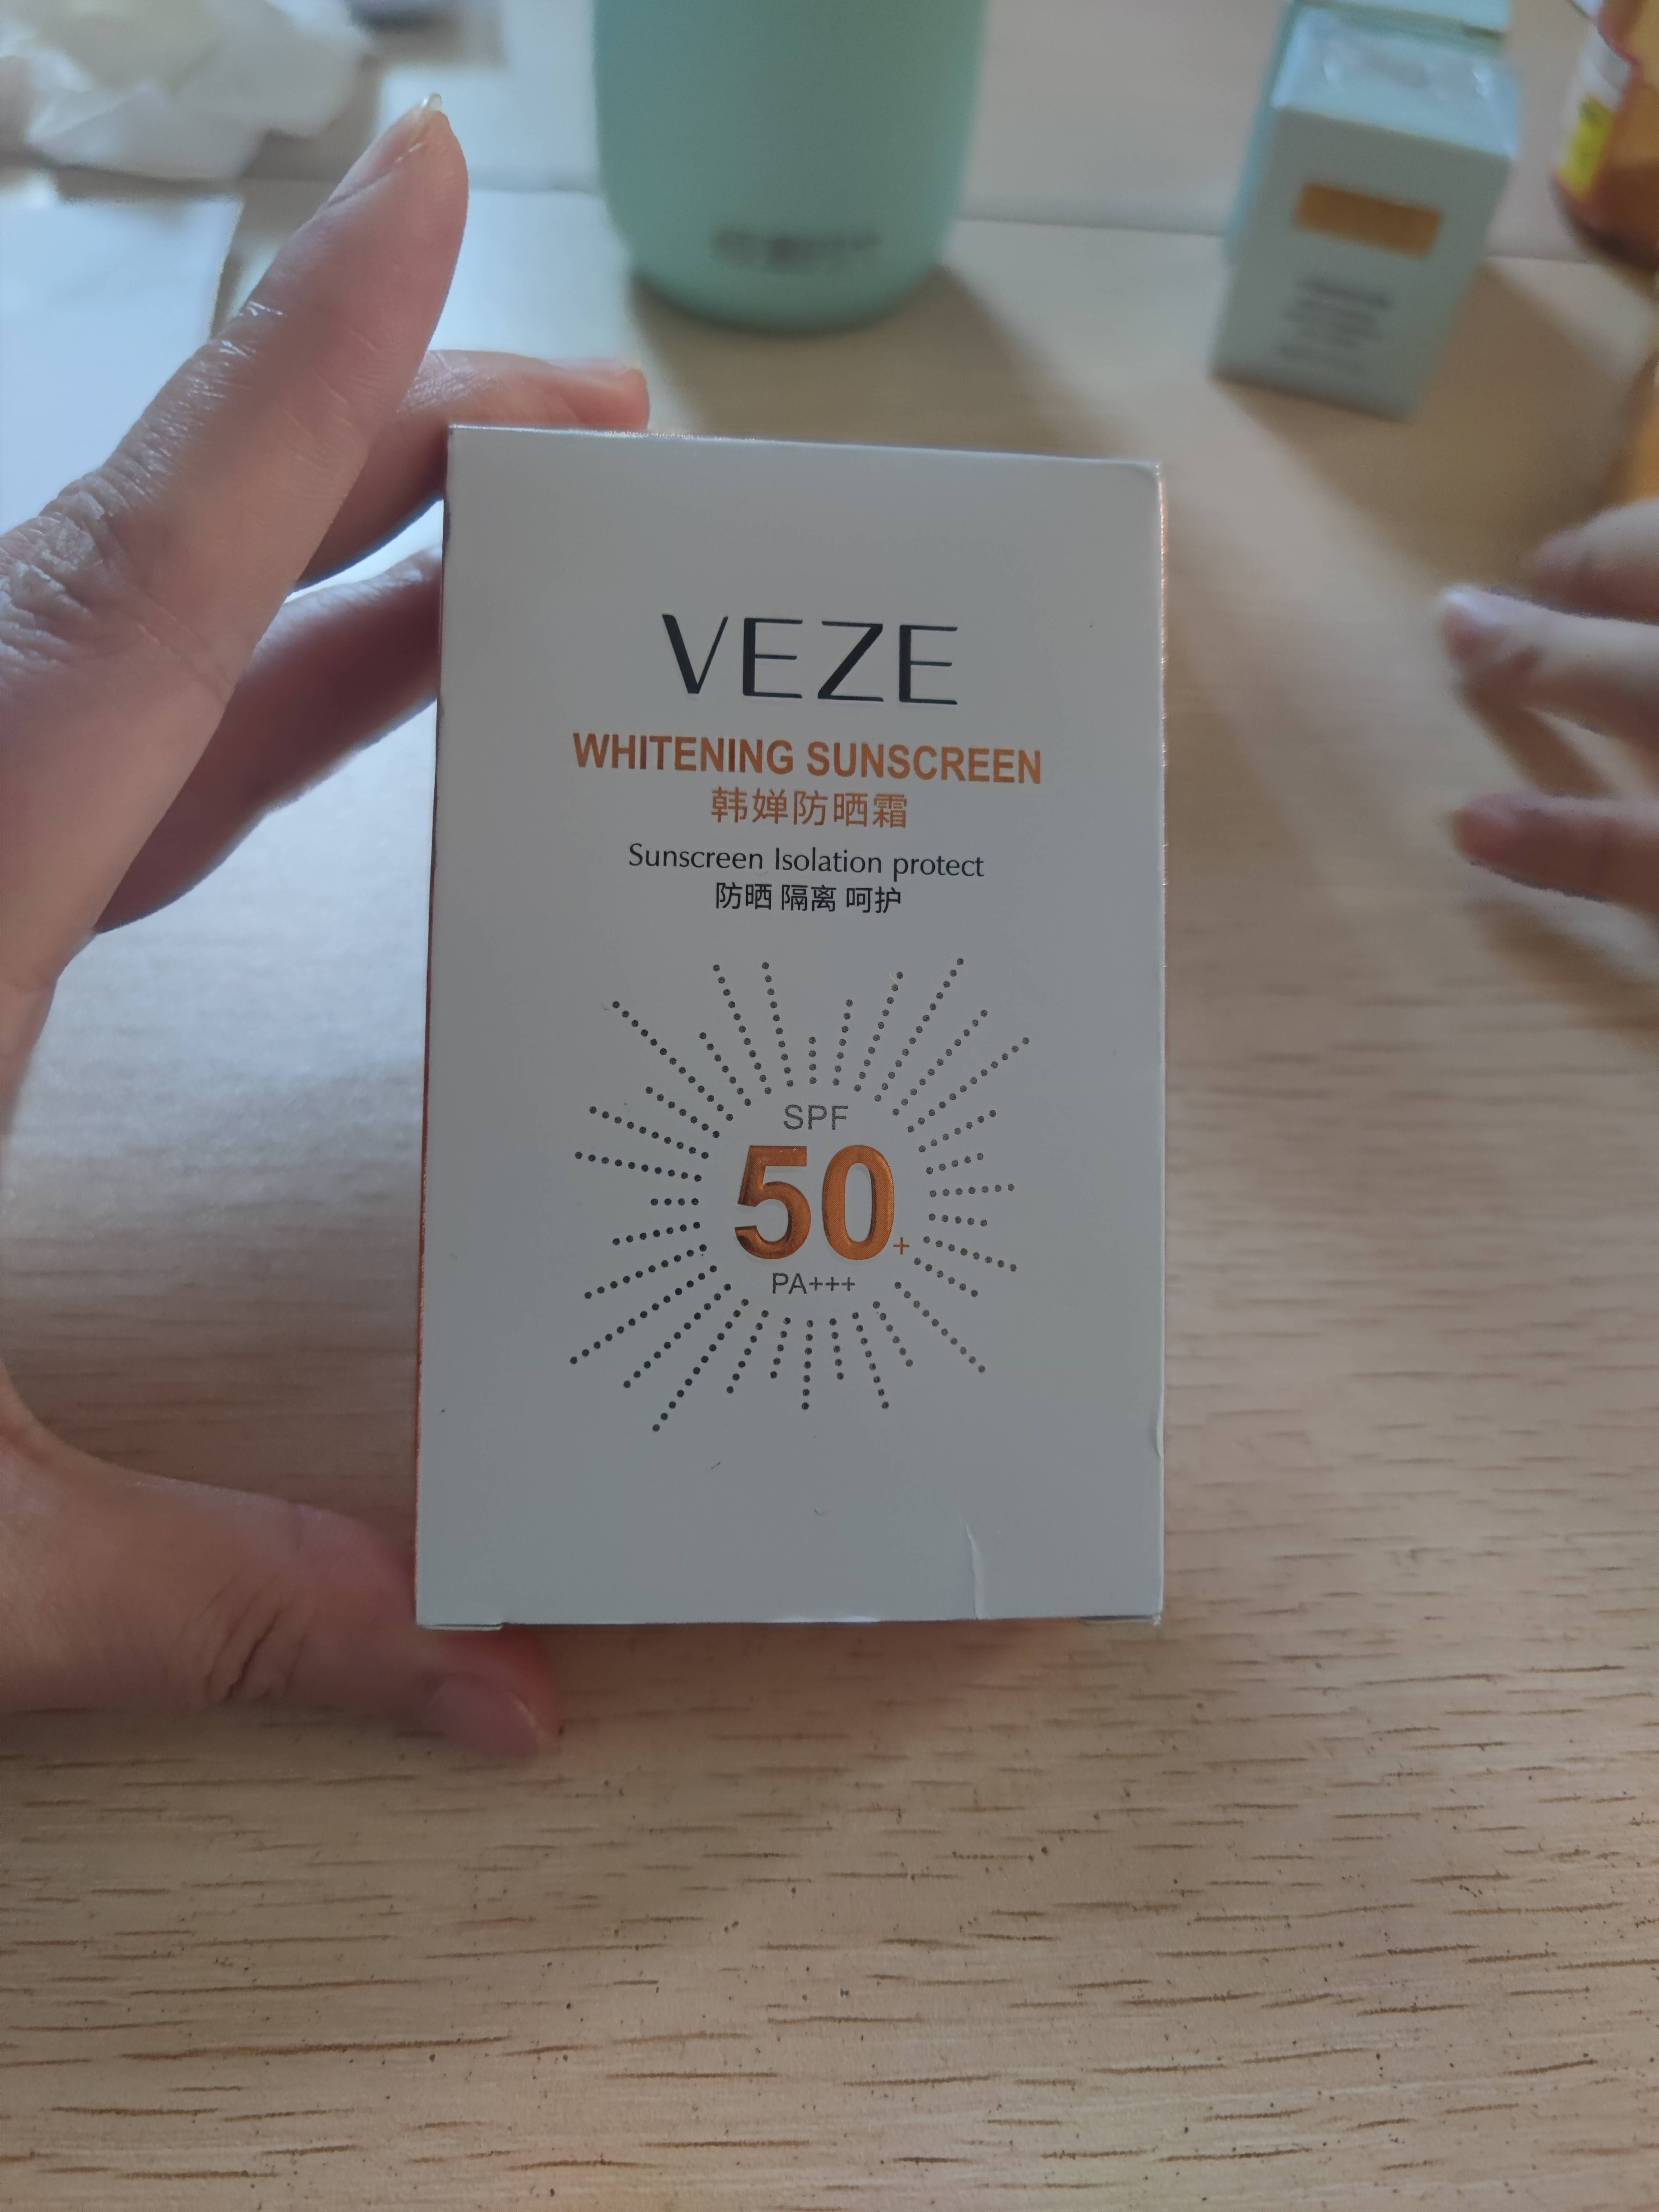 VEZE
WHITENING SUNSCREEN
韩婵防晒霜
Sunscreen Isolation protect
防晒 隔离 呵护
SPF
50+
PA+++